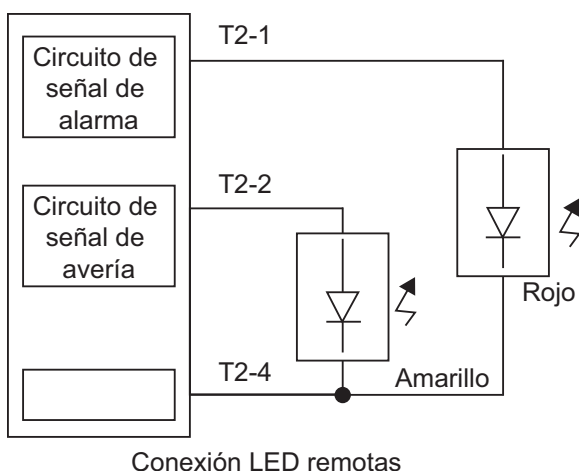 T2-1
Circuito de
señal de
alarma
T2-2
Circuito de
señal de
avería
Rojo
T2-4
Amarillo
Conexión LED remotas